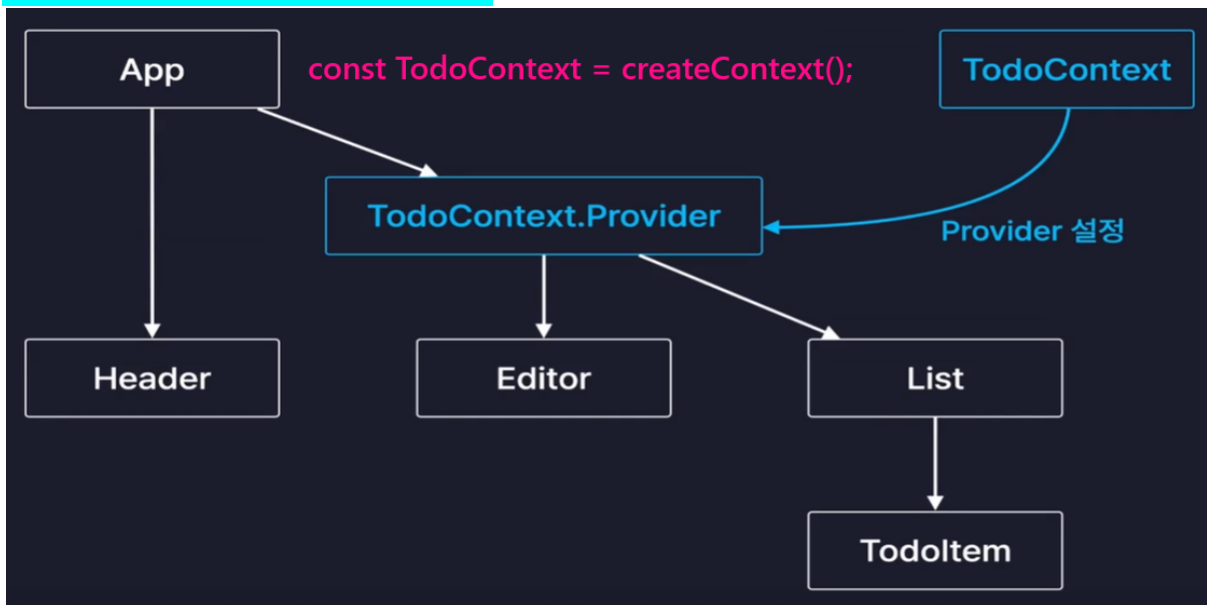 App
const TodoContext = createContext();
TodoContext
TodoContext.Provider
Provider 설정
Header
Editor
List
TodoItem